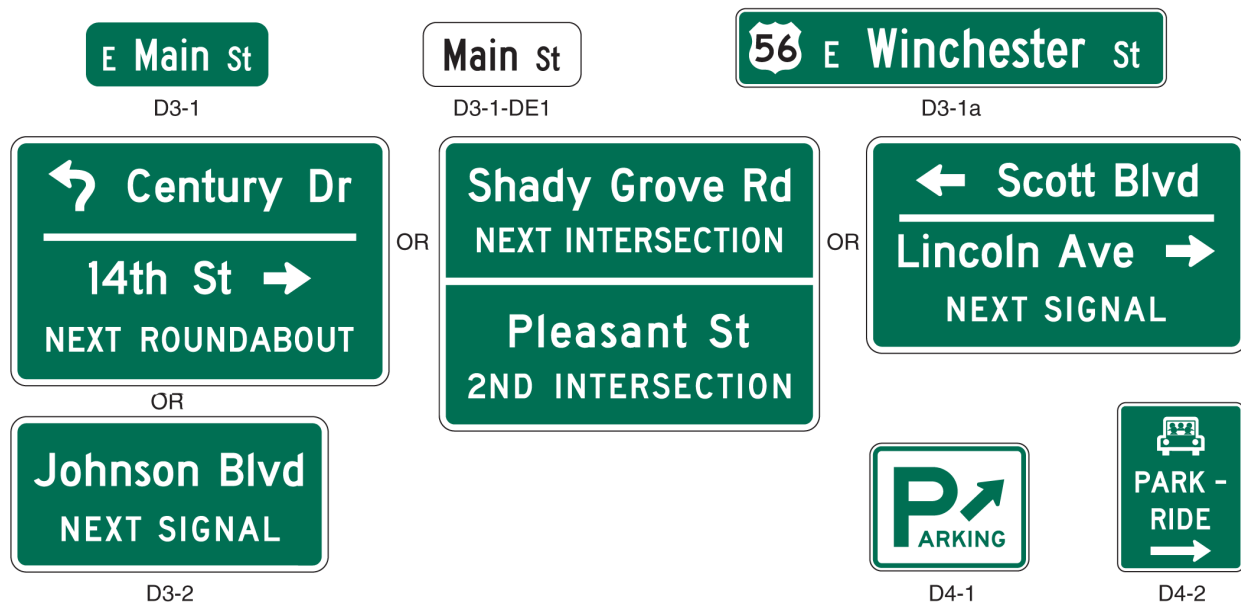 E Main St
D3-1
Main St
D3-1-DE1
56 E Winchester St
D3-1a
Century Dr
14th St
NEXT ROUNDABOUT
OR
Shady Grove Rd
NEXT INTERSECTION
Pleasant St
2ND INTERSECTION
OR
Scott Blvd
Lincoln Ave
NEXT SIGNAL
OR
Johnson Blvd
NEXT SIGNAL
D3-2
PARKING
D4-1
PARK -
RIDE
D4-2